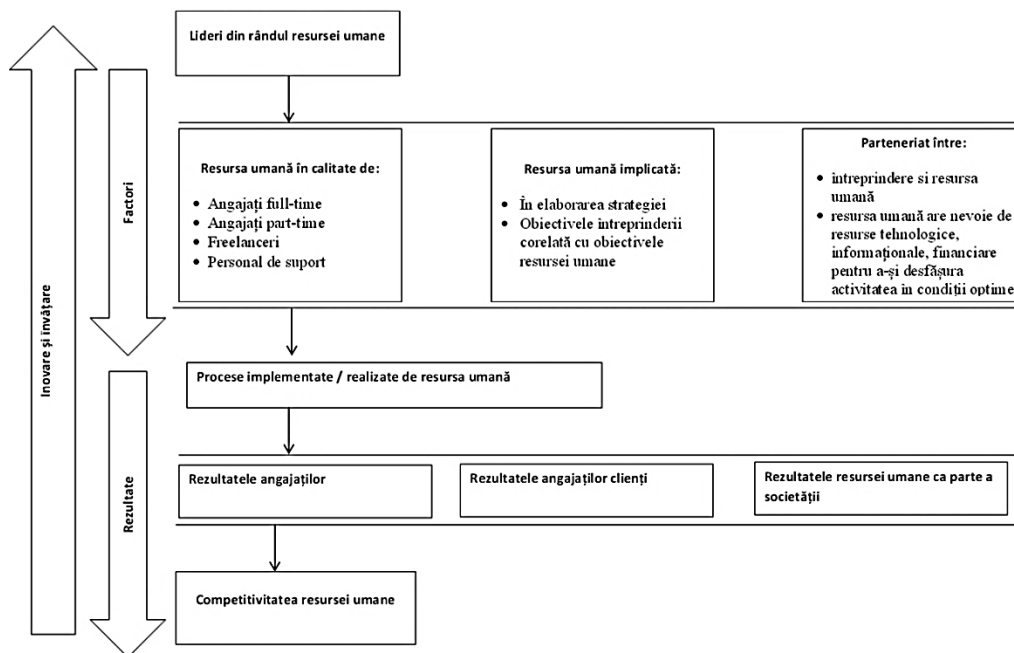 Lideri din rândul resursei umane
Inovare și învățare
Factori
Resursa umană în calitate de:
• Angajați full-time
• Angajați part-time
• Freelanceri
• Personal de suport
Resursa umană implicată:
• În elaborarea strategiei
• Obiectivele intreprinderii
corelată cu obiectivele
resursei umane
Parteneriat între:
• intreprindere si resursa
umană
• resursa umană are nevoie de
resurse tehnologice,
informaționale, financiare
pentru a-și desfășura
activitatea in condiții optime
Procese implementate / realizate de resursa umană
Rezultate
Rezultatele angajaților
Rezultatele angajaților clienți
Rezultatele resursei umane ca parte a
societății
Competitivitatea resursei umane